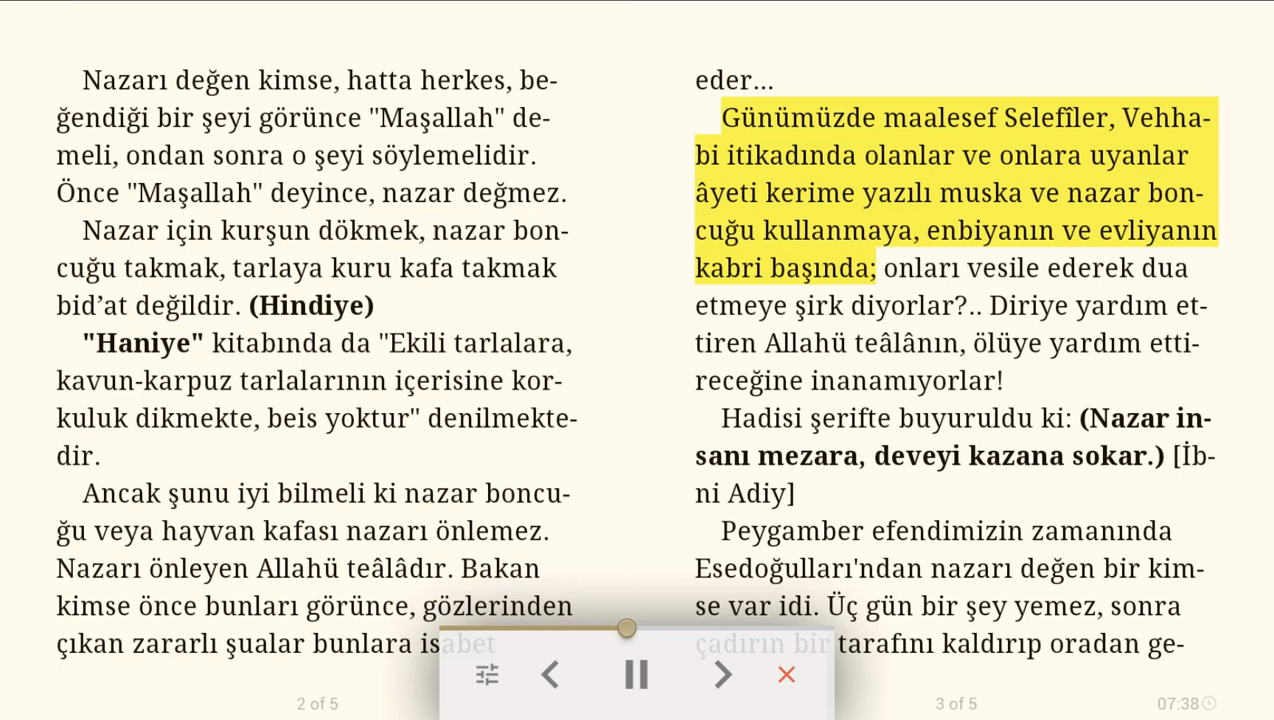 Nazarı değen kimse, hatta herkes, be-
ğendiği bir şeyi görünce "Maşallah" de-
meli, ondan sonra o şeyi söylemelidir.
Önce "Maşallah" deyince, nazar değmez.
Nazar için kurşun dökmek, nazar bon-
cuğu takmak, tarlaya kuru kafa takmak
bid’at değildir. (Hindiye)
"Haniye" kitabında da "Ekili tarlalara,
kavun-karpuz tarlalarının içerisine kor-
kuluk dikmekte, beis yoktur" denilmekte-
dir.
Ancak şunu iyi bilmeli ki nazar boncu-
ğu veya hayvan kafası nazarı önlemez.
Nazarı önleyen Allahü teâlâdır. Bakan
kimse önce bunları görünce, gözlerinden
çıkan zararlı şualar bunlara isabet
2 of 5
eder...
Günümüzde maalesef Selefîler, Vehha-
bi itikadında olanlar ve onlara uyanlar
âyeti kerime yazılı muska ve nazar bon-
cuğu kullanmaya, enbiyanın ve evliyanın
kabri başında; onları vesile ederek dua
etmeye şirk diyorlar?.. Diriye yardım et-
tiren Allahü teâlânın, ölüye yardım etti-
receğine inanamıyorlar!
Hadisi şerifte buyuruldu ki: (Nazar in-
sanı mezara, deveyi kazana sokar.) [İb-
ni Adiy]
Peygamber efendimizin zamanında
Esedoğulları'ndan nazarı değen bir kim-
se var idi. Üç gün bir şey yemez, sonra
çadırın bir tarafını kaldırıp oradan ge-
3 of 5
07:38